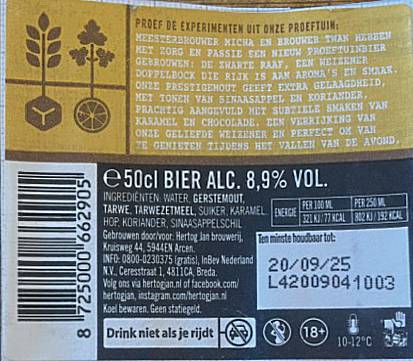 PROEF DE EXPERIMENTEN UIT ONZE PROEFTUIN:
MEESTERBROUWER MICHA EN BROUWER TWAN HEBBEN
MET ZORG EN PASSIE EEN NIEUW PROEFTUINBIER
GEBROUWEN: DE ZWARTE RAAF, EEN WEIZENER
DOPPELBOCK DIE RIJK IS AAN AROMA'S EN SMAAK.
ONZE PRESTIGEMOUT GEEFT EXTRA GELAAGDHEID,
MET TONEN VAN SINAASAPPEL EN KORIANDER,
PRACHTIG AANGEVULD MET SUBTIELE SMAKEN VAN
KARAMEL EN CHOCOLADE. EEN VERRIJKING VAN
ONZE GELIEFDE WEIZENER EN PERFECT OM VAN
TE GENIETEN TIJDENS HET VALLEN VAN DE AVOND.
℮50cl BIER ALC. 8,9% VOL.
INGREDIËNTEN: WATER, GERSTEMOUT,
TARWE, TARWEZETMEEL, SUIKER, KARAMEL,
HOP, KORIANDER, SINAASAPPELSCHIL
Gebrouwen door/voor: Hertog Jan brouwerij,
Kruisweg 44, 5944EN Arcen.
INFO: 0800-0230375 (gratis), InBev Nederland
N.V., Ceresstraat 1, 4811CA, Breda.
Volg ons via hertogjan.nl of facebook.com/
hertogjan, instagram.com/hertogjan.nl
Koel bewaren. Geen statiegeld.
ENERGIE
PER 100 ML
321 KJ/77 KCAL
PER 250 ML
802 KJ/192 KCAL
Ten minste houdbaar tot:
20/09/25
L42009041003
Drink niet als je rijdt
18+
10-12°C
8 725000 662905